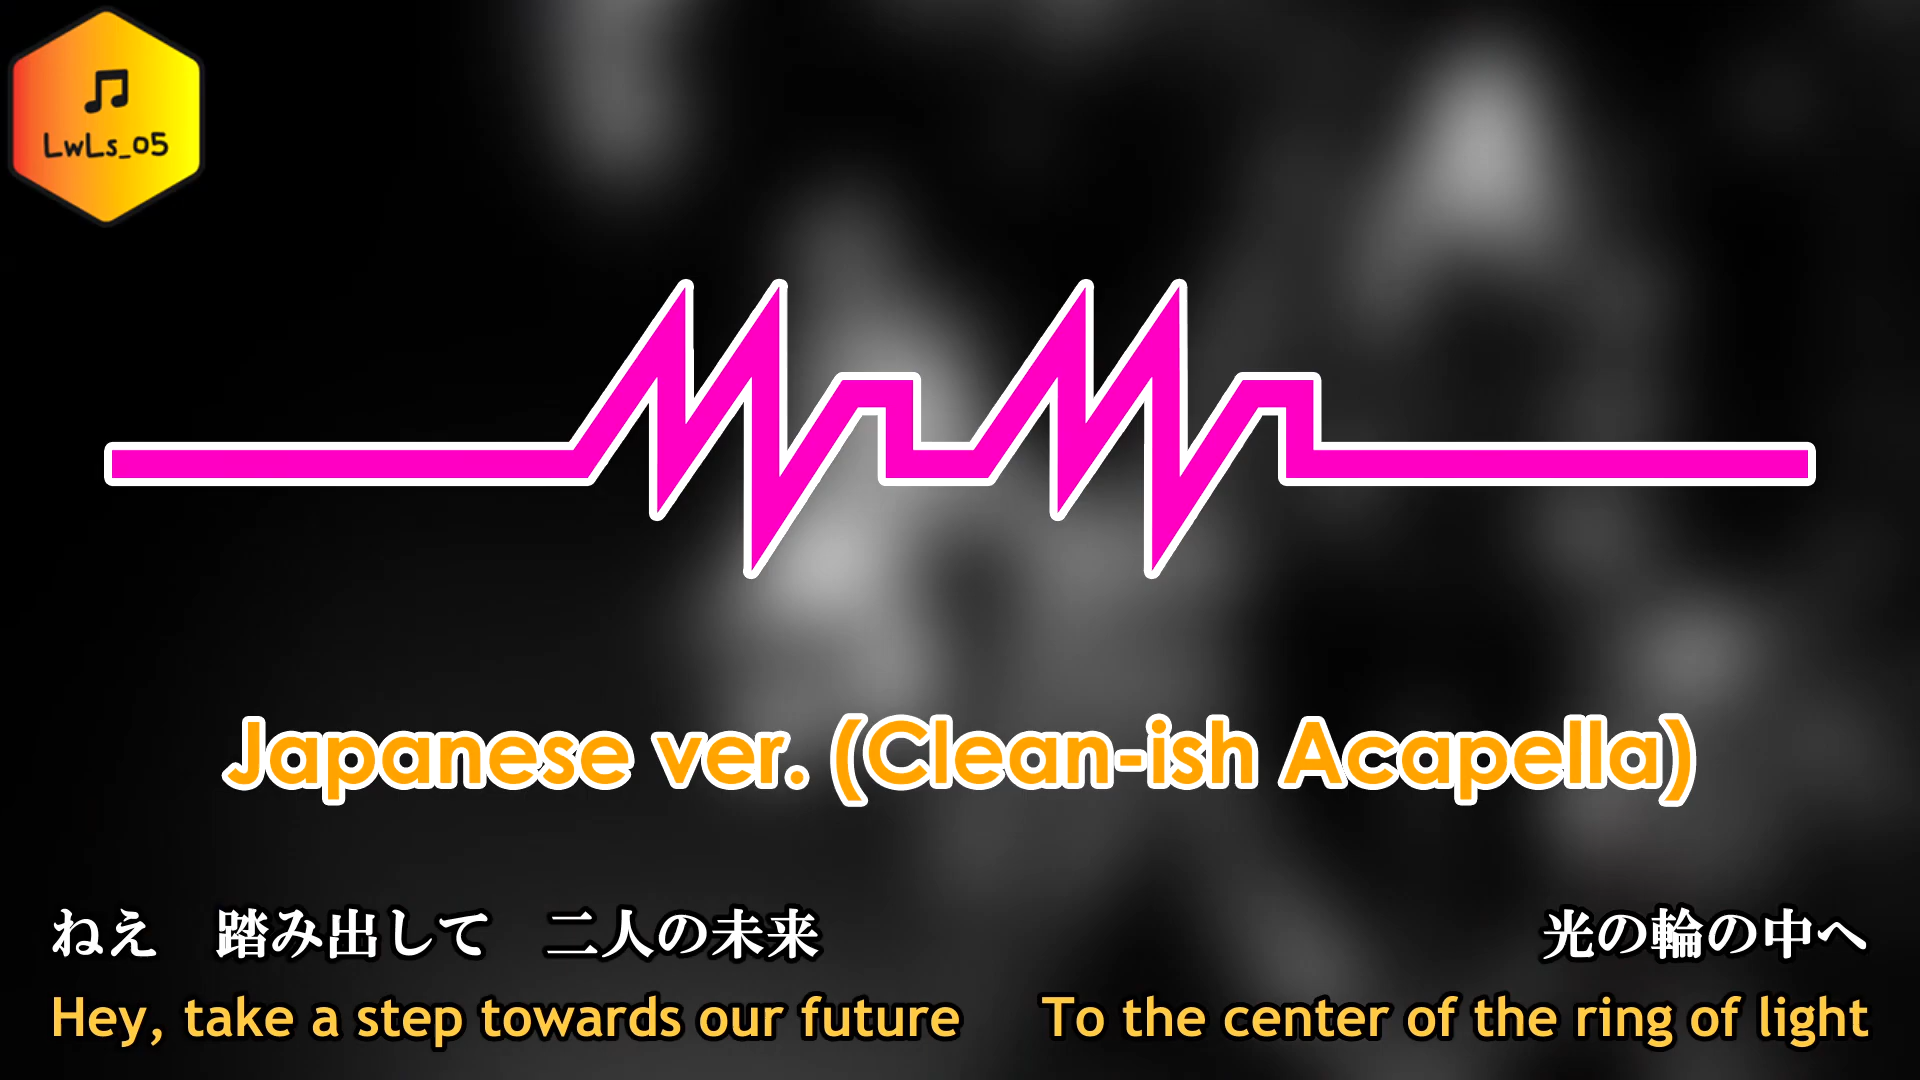 LwLs_05
Japanese ver. (Clean-ish Acapella)
ねえ　踏み出して　二人の未来
光の輪の中へ
Hey, take a step towards our future
To the center of the ring of light